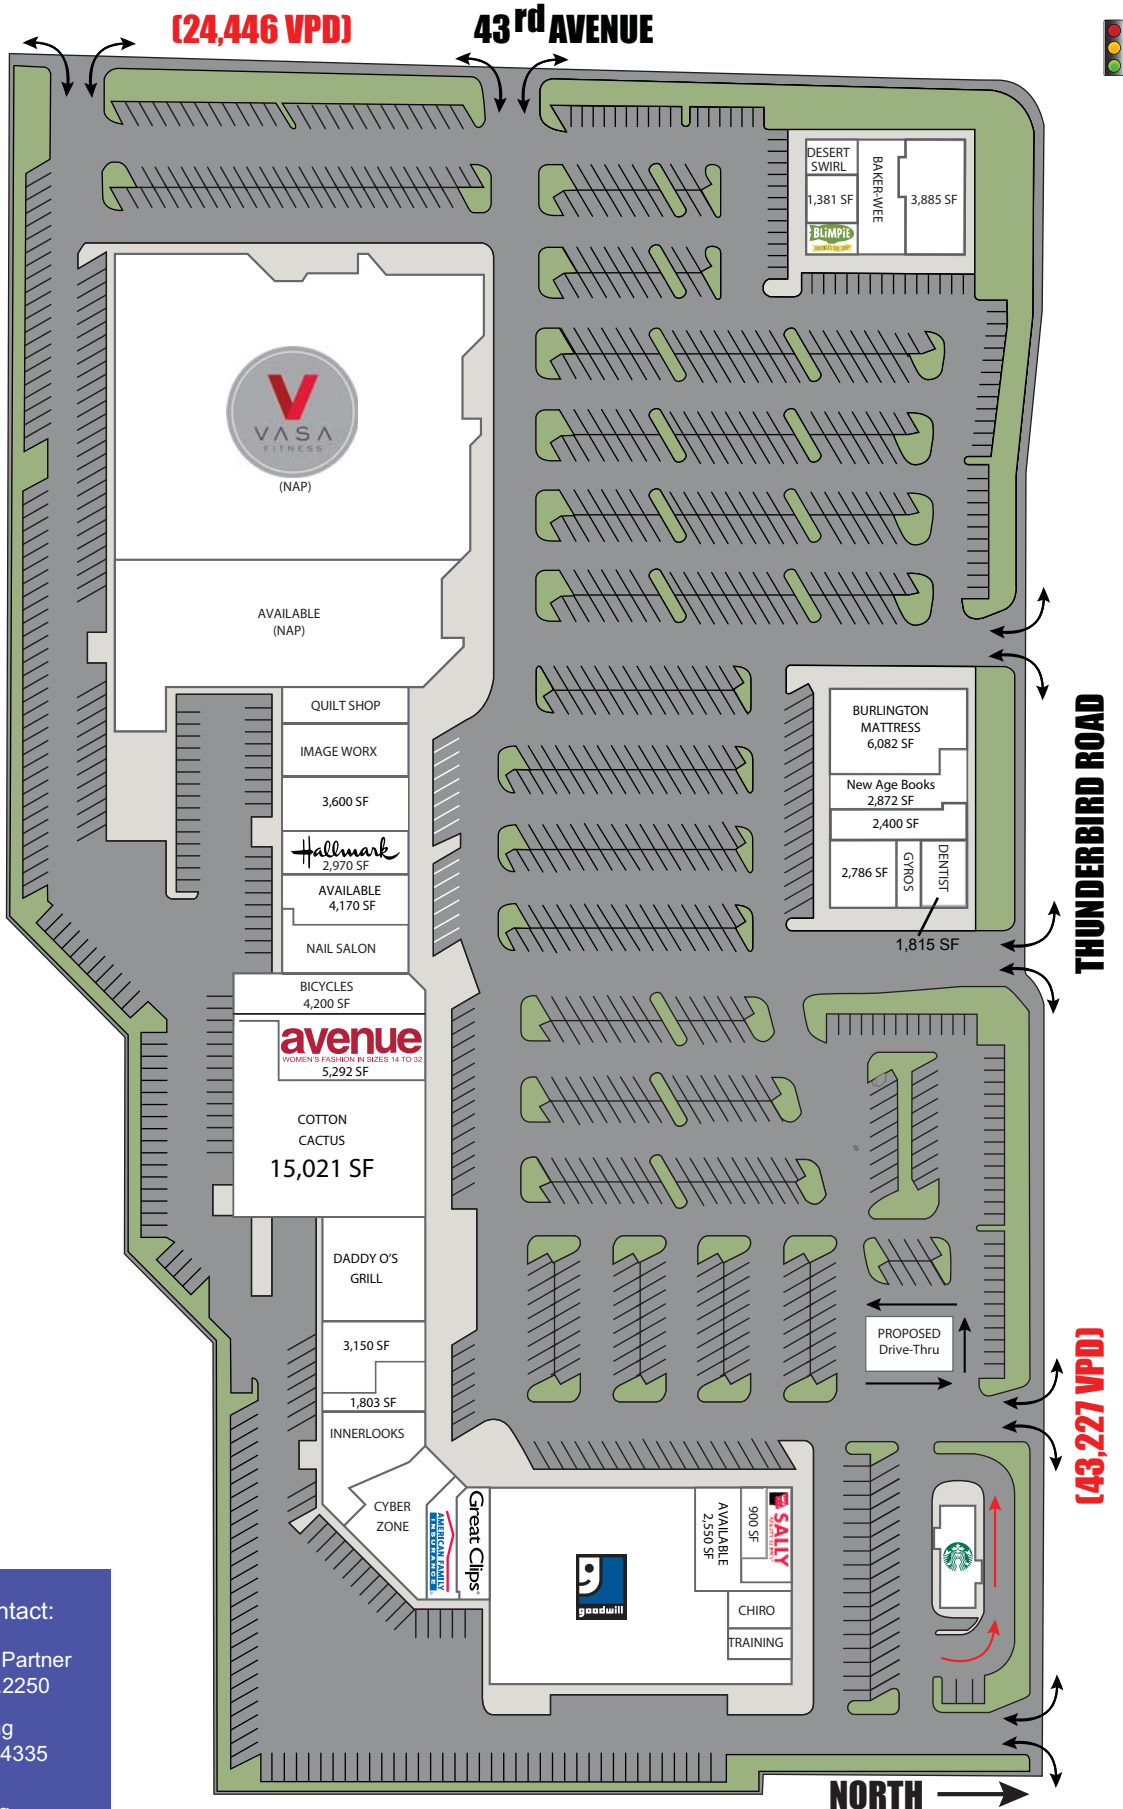 (24,446 VPD)
43rd AVENUE
DESERT
SWIRL
1,381 SF
BLIMPIE
BAKER-WEE
3,885 SF
VASA
FITNESS
(NAP)
AVAILABLE
(NAP)
QUILT SHOP
IMAGE WORX
3,600 SF
Hallmark
2,970 SF
AVAILABLE
4,170 SF
NAIL SALON
BICYCLES
4,200 SF
avenue
WOMEN'S FASHION IN SIZES 14 TO 32
5,292 SF
COTTON
CACTUS
15,021 SF
DADDY O'S
GRILL
3,150 SF
1,803 SF
INNERLOOKS
CYBER
ZONE
AMERICAN FAMILY
INSURANCE
Great Clips
goodwill
AVAILABLE
2,550 SF
900 SF
SALLY
CHIRO
TRAINING
BURLINGTON
MATTRESS
6,082 SF
New Age Books
2,872 SF
2,400 SF
2,786 SF
GYROS
DENTIST
1,815 SF
THUNDERBIRD ROAD
(43,227 VPD)
PROPOSED
Drive-Thru
NORTH
ntact:
Partner
.2250
ng
4335